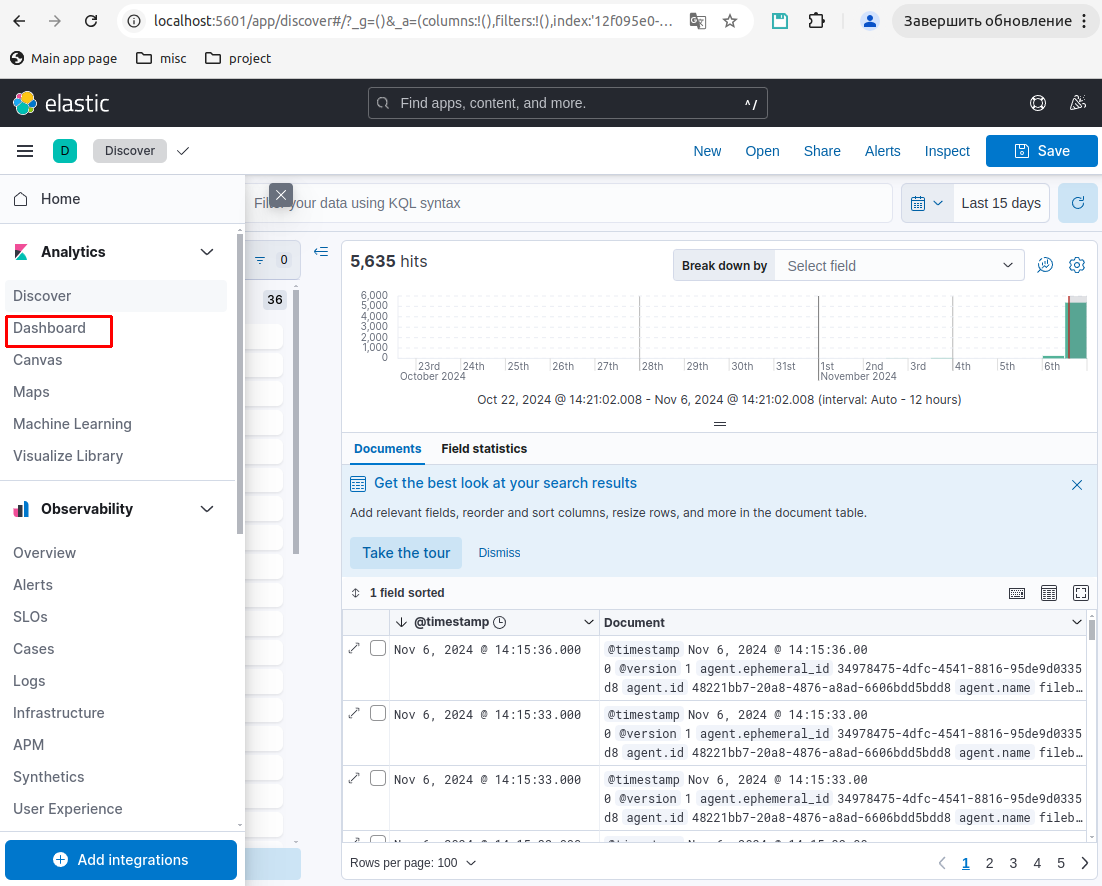 localhost:5601/app/discover#/?_g=()&_a=(columns:!(),filters:!(),index:'12f095e0-...
Завершить обновление
Main app page
misc
project
elastic
Find apps, content, and more.
^/
D
Discover
New
Open
Share
Alerts
Inspect
Save
Home
your data using KQL syntax
Last 15 days
Analytics
Discover
Dashboard
Canvas
Maps
Machine Learning
Visualize Library
Observability
Overview
Alerts
SLOs
Cases
Logs
Infrastructure
APM
Synthetics
User Experience
Add integrations
0
36
5,635 hits
Break down by
Select field
6,000
5,000
4,000
3,000
2,000
1,000
0
23rd 24th 25th 26th 27th 28th 29th 30th 31st 1st 2nd 3rd 4th 5th 6th
October 2024 November 2024
Oct 22, 2024 @ 14:21:02.008 - Nov 6, 2024 @ 14:21:02.008 (interval: Auto - 12 hours)
Documents
Field statistics
Get the best look at your search results
Add relevant fields, reorder and sort columns, resize rows, and more in the document table.
Take the tour
Dismiss
1 field sorted
@timestamp
Document
Nov 6, 2024 @ 14:15:36.000
@timestamp Nov 6, 2024 @ 14:15:36.00
0 @version 1 agent.ephemeral_id 34978475-4dfc-4541-8816-95de9d0335
d8 agent.id 48221bb7-20a8-4876-a8ad-6606bdd5bdd8 agent.name fileb…
Nov 6, 2024 @ 14:15:33.000
@timestamp Nov 6, 2024 @ 14:15:33.00
0 @version 1 agent.ephemeral_id 34978475-4dfc-4541-8816-95de9d0335
d8 agent.id 48221bb7-20a8-4876-a8ad-6606bdd5bdd8 agent.name fileb…
Nov 6, 2024 @ 14:15:33.000
@timestamp Nov 6, 2024 @ 14:15:33.00
0 @version 1 agent.ephemeral_id 34978475-4dfc-4541-8816-95de9d0335
d8 agent.id 48221bb7-20a8-4876-a8ad-6606bdd5bdd8 agent.name fileb…
Rows per page: 100
1 2 3 4 5